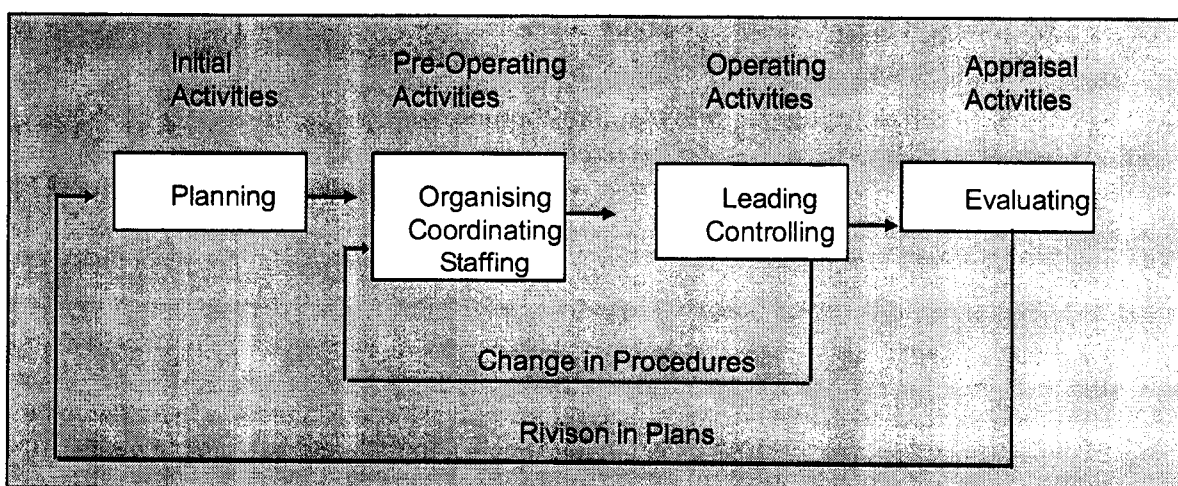 Initial
Activities
Pre-Operating
Activities
Operating
Activities
Appraisal
Activities
Planning
Organising
Coordinating
Staffing
Leading
Controlling
Evaluating
Change in Procedures
Rivison in Plans